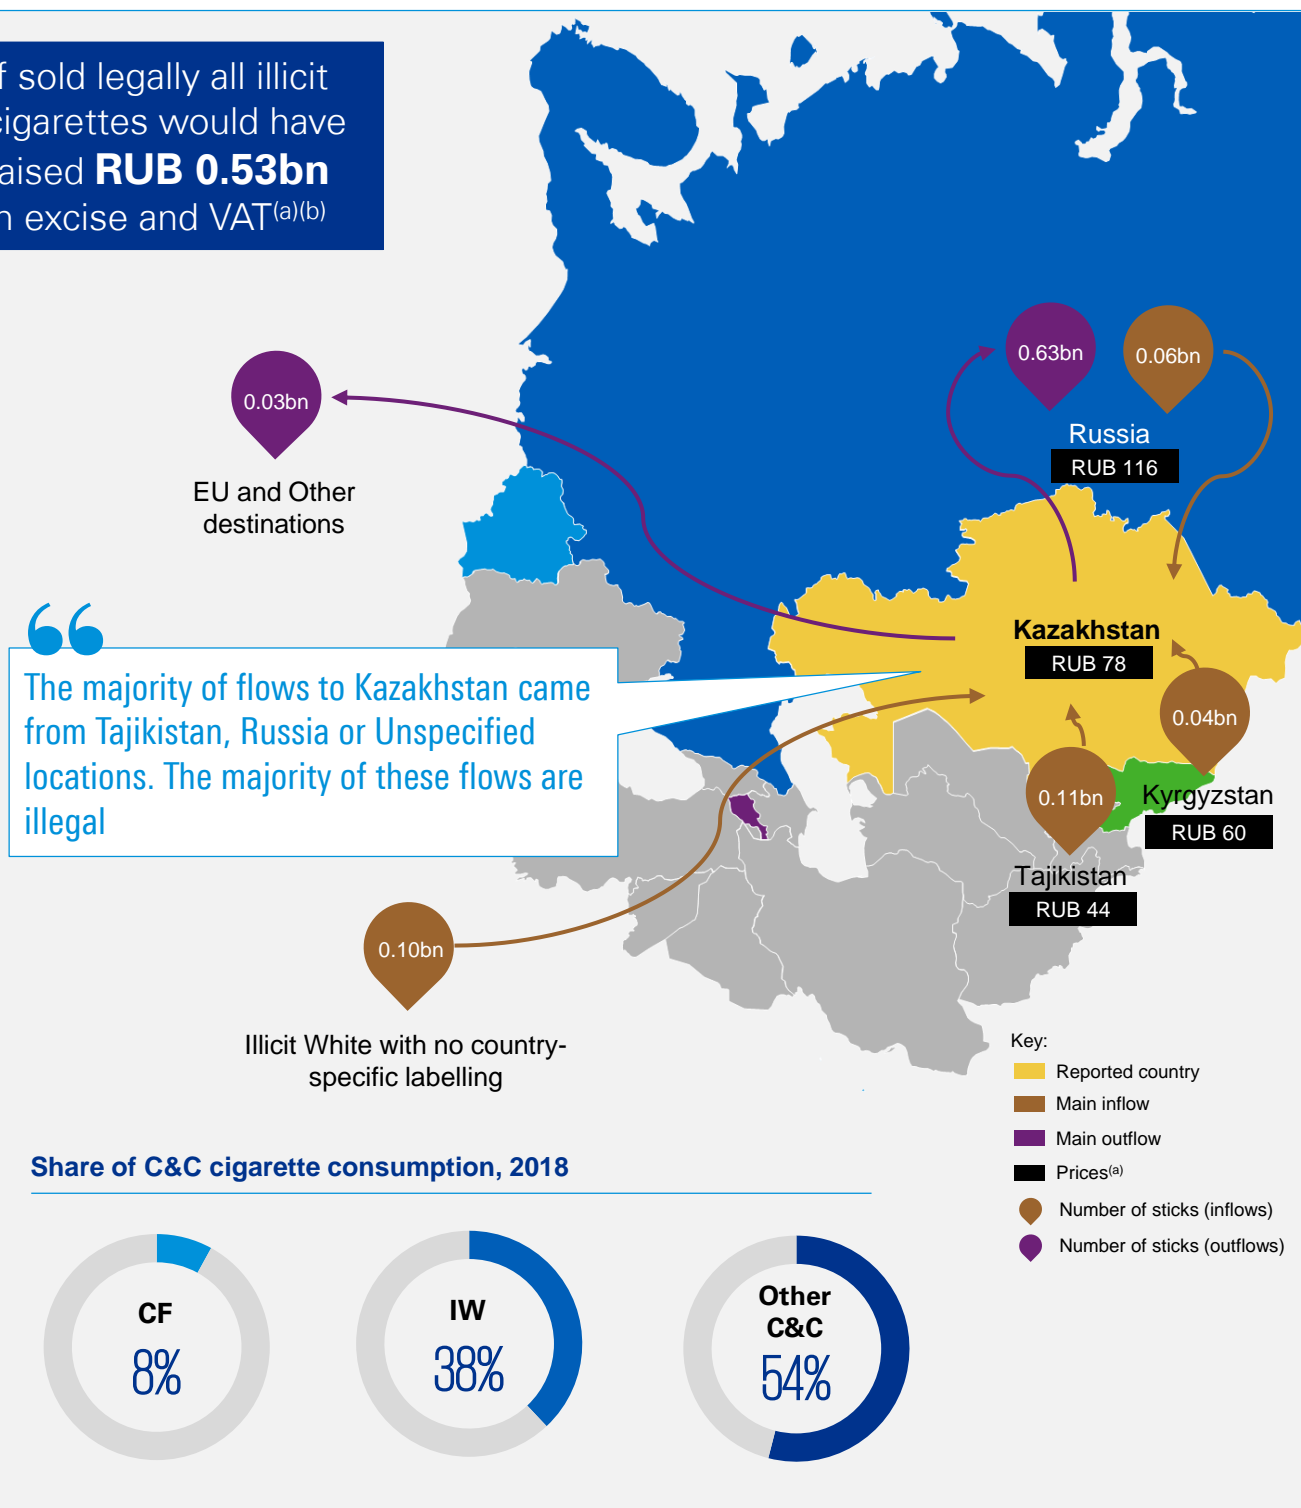 f sold legally all illicit
cigarettes would have
aised RUB 0.53bn
n excise and VAT(a)(b)
0.63bn
0.06bn
Russia
RUB 116
0.03bn
EU and Other
destinations
Kazakhstan
RUB 78
“
The majority of flows to Kazakhstan came
from Tajikistan, Russia or Unspecified
locations. The majority of these flows are
illegal
0.04bn
Kyrgyzstan
RUB 60
0.11bn
Tajikistan
RUB 44
0.10bn
Illicit White with no country-
specific labelling
Key:
Reported country
Main inflow
Main outflow
Prices(a)
Number of sticks (inflows)
Number of sticks (outflows)
Share of C&C cigarette consumption, 2018
CF
8%
IW
38%
Other
C&C
54%